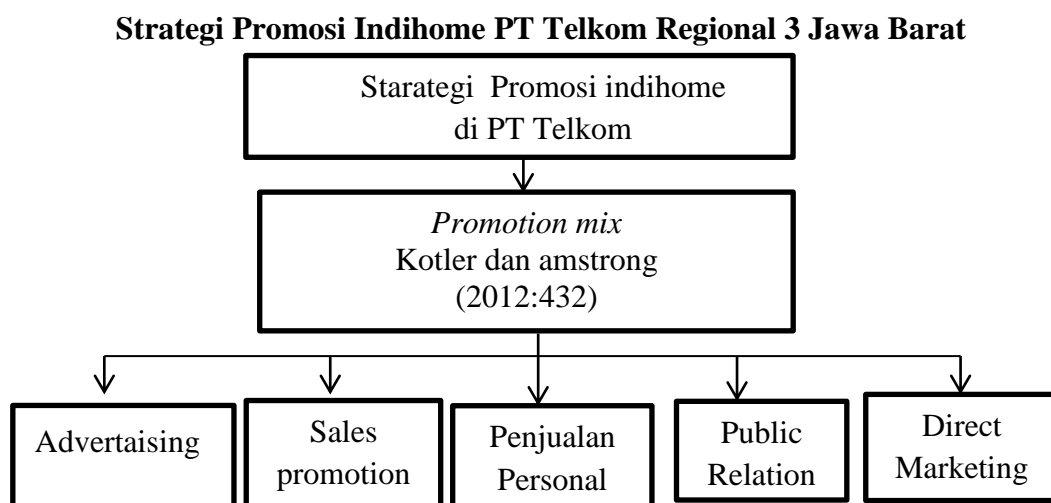 Strategi Promosi Indihome PT Telkom Regional 3 Jawa Barat
Starategi Promosi indihome
di PT Telkom
Promotion mix
Kotler dan amstrong
(2012:432)
Advertaising
Sales
promotion
Penjualan
Personal
Public
Relation
Direct
Marketing